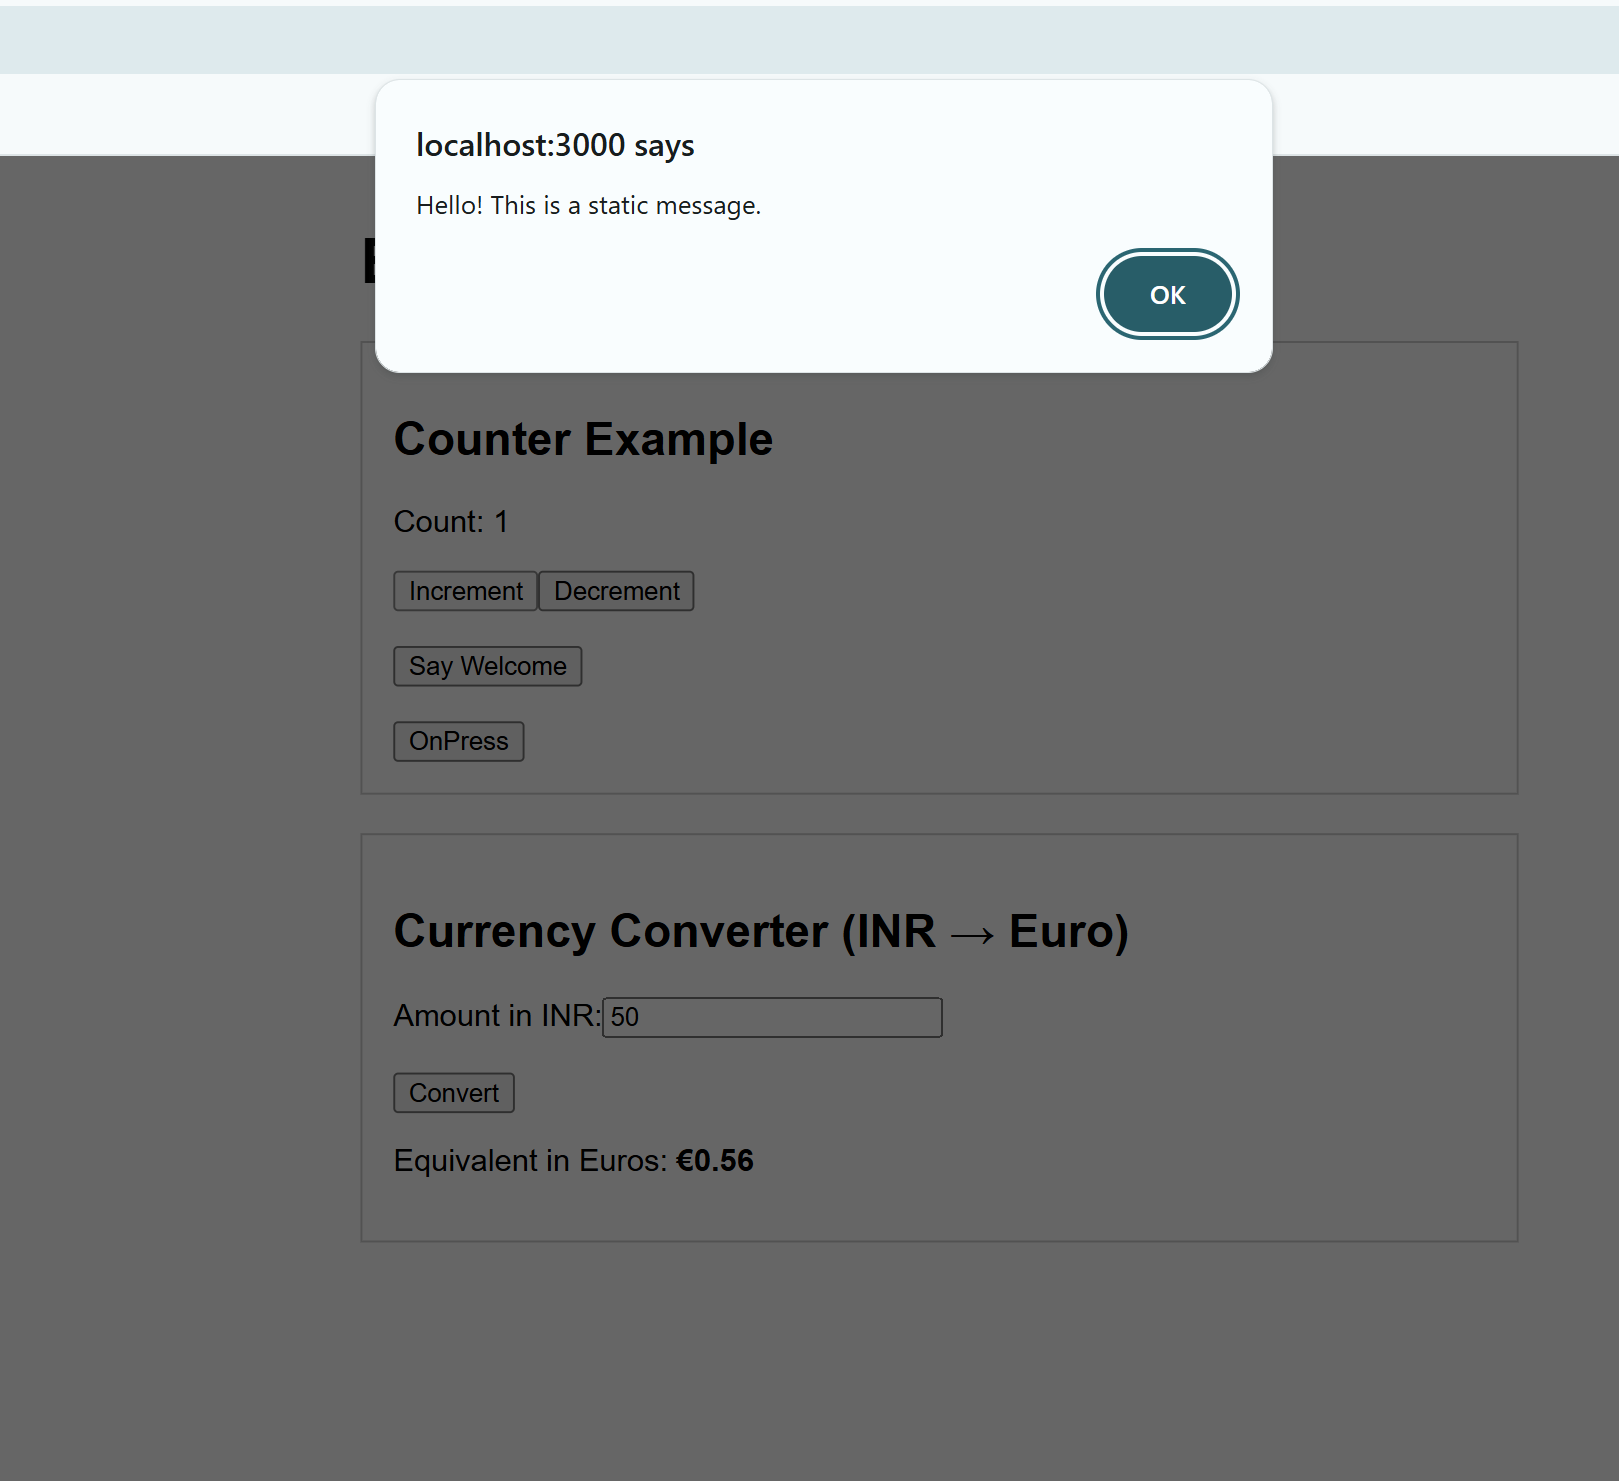 localhost:3000 says
Hello! This is a static message.
OK
Counter Example
Count: 1
Increment Decrement
Say Welcome
OnPress
Currency Converter (INR → Euro)
Amount in INR: 50
Convert
Equivalent in Euros: €0.56